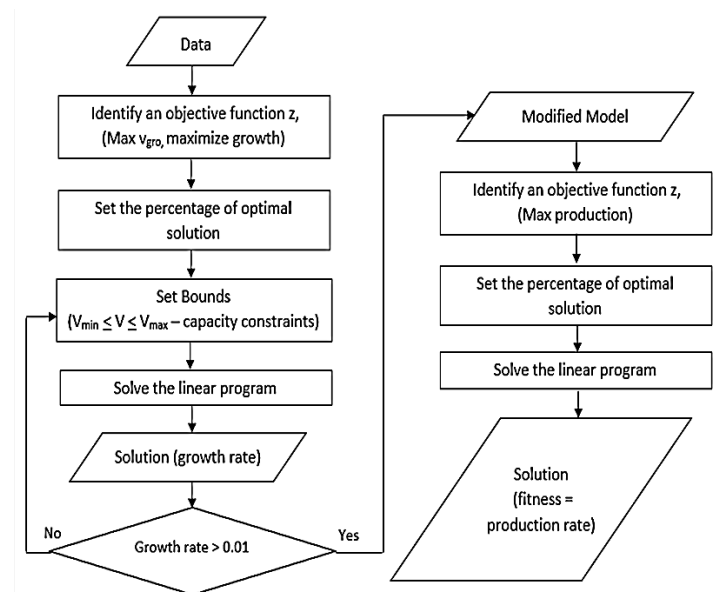 Data
Identify an objective function z,
(Max vgro, maximize growth)
Set the percentage of optimal
solution
Set Bounds
(Vmin ≤ V ≤ Vmax – capacity constraints)
Solve the linear program
Solution (growth rate)
No
Growth rate > 0.01
Yes
Modified Model
Identify an objective function z,
(Max production)
Set the percentage of optimal
solution
Solve the linear program
Solution
(fitness =
production rate)